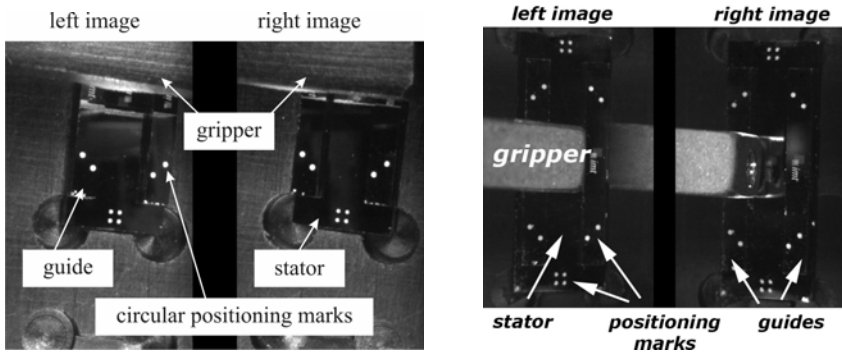 left image
right image
gripper
guide
stator
circular positioning marks
left image
right image
gripper
stator
positioning
marks
guides